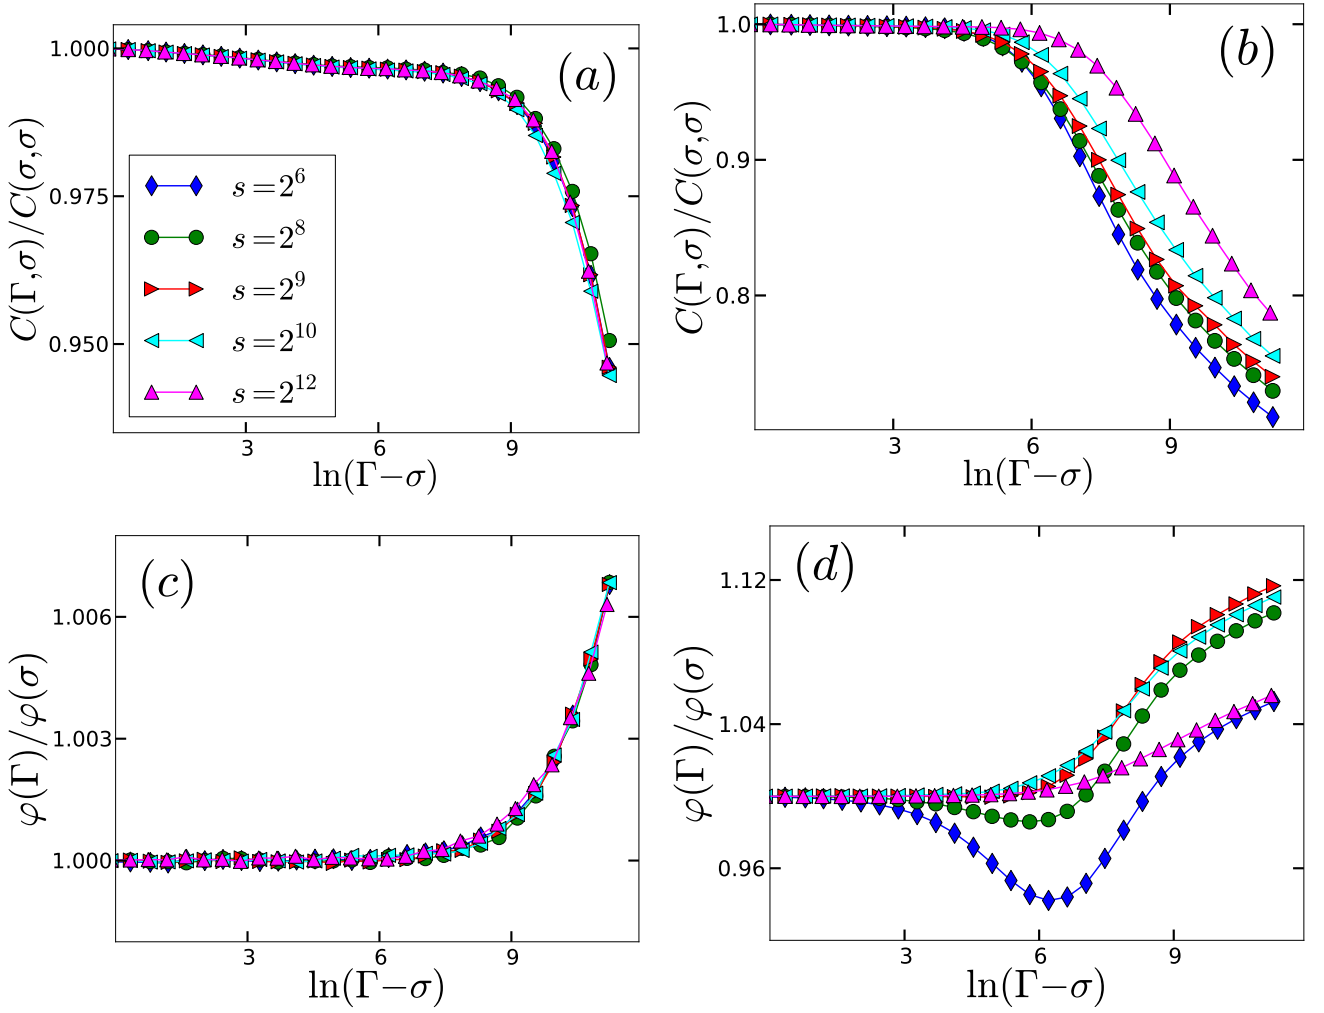 (a)
C(Γ,σ)/C(σ,σ)
1.000
0.975
0.950
s=2^6
s=2^8
s=2^9
s=2^10
s=2^12
3 6 9
ln(Γ−σ)
(b)
C(Γ,σ)/C(σ,σ)
1.0
0.9
0.8
3 6 9
ln(Γ−σ)
(c)
φ(Γ)/φ(σ)
1.006
1.003
1.000
3 6 9
ln(Γ−σ)
(d)
φ(Γ)/φ(σ)
1.12
1.04
0.96
3 6 9
ln(Γ−σ)